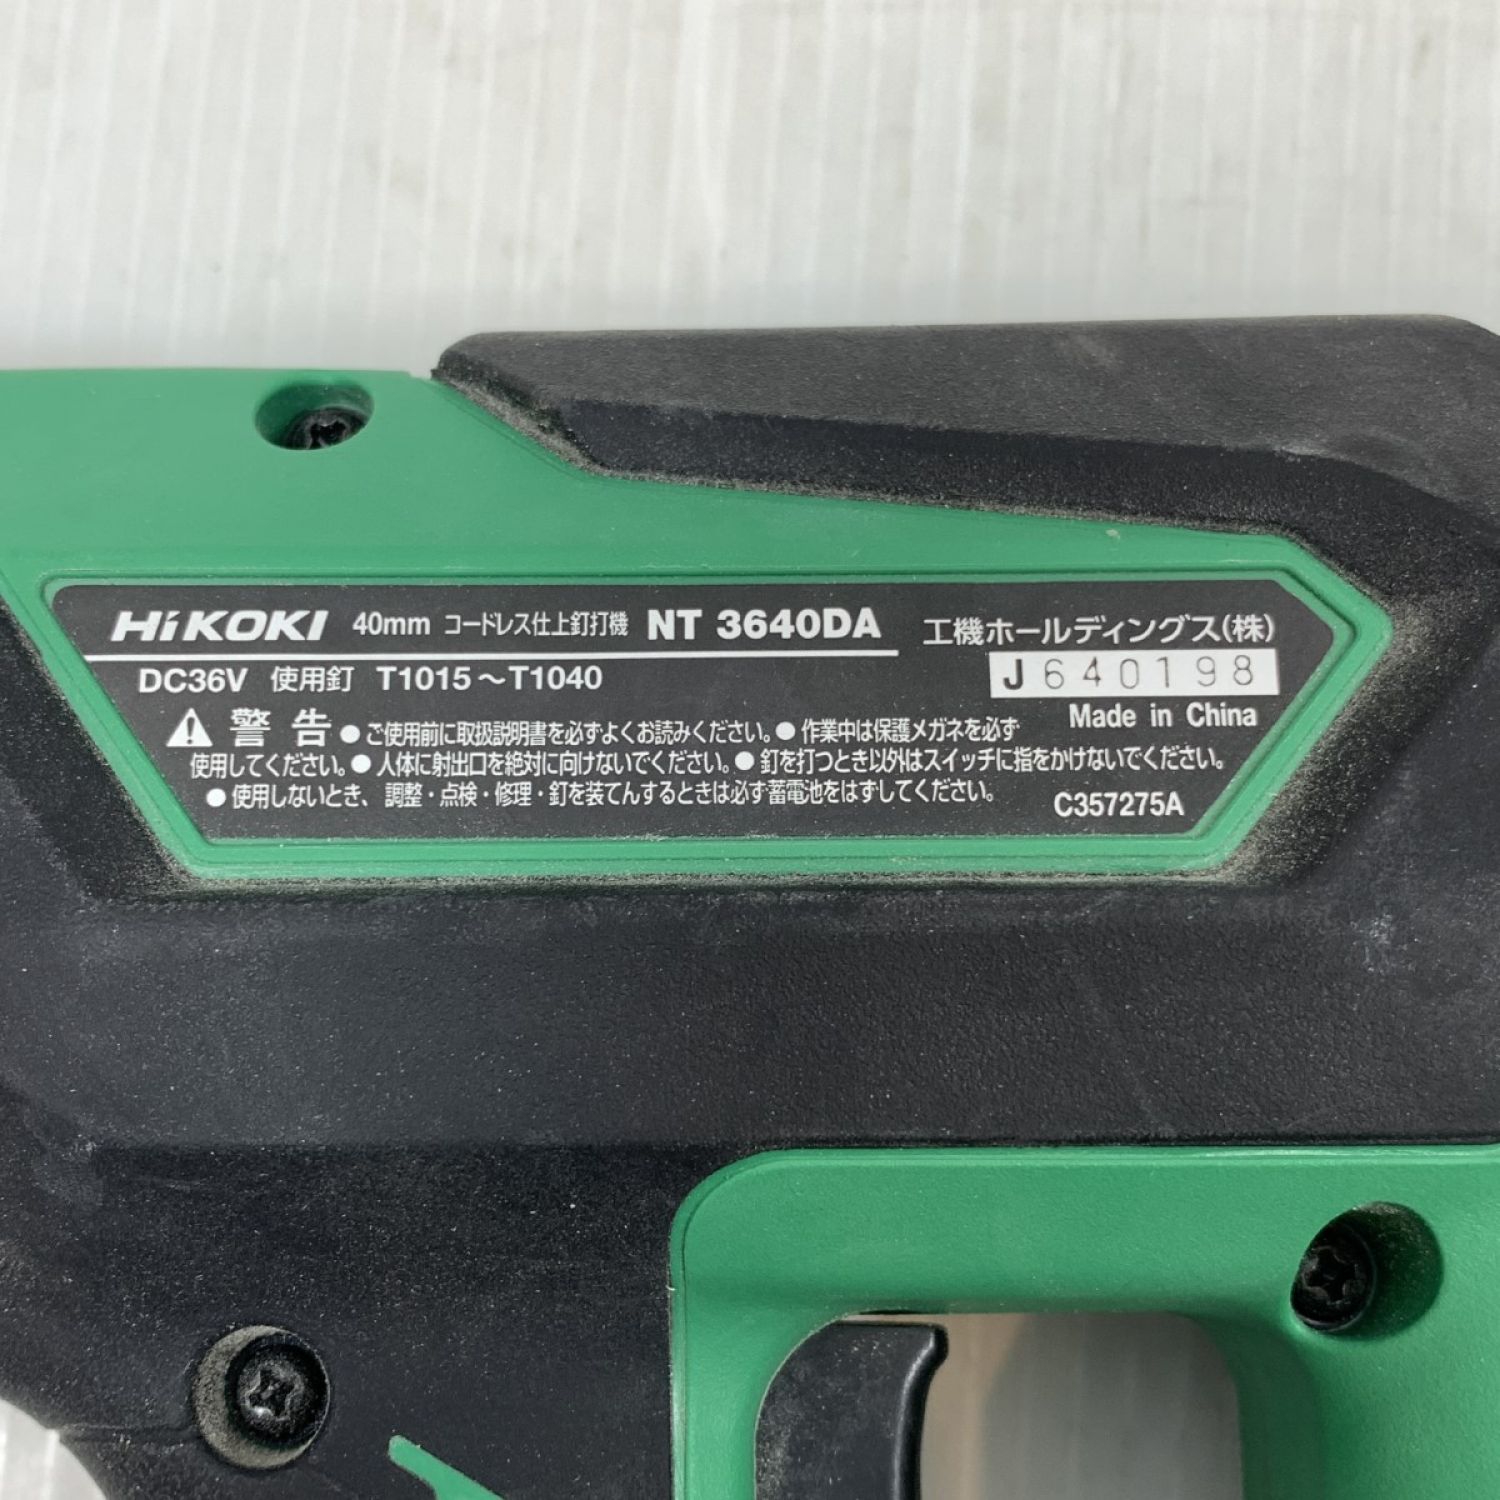 HiKOKI 40mm コードレス仕上釘打機 NT 3640DA 工機ホールディングス(株)
DC36V 使用釘 T1015～T1040 J640198
Made in China
⚠警告 ●ご使用前に取扱説明書を必ずよくお読みください。●作業中は保護メガネを必ず
使用してください。●人体に射出口を絶対に向けないでください。●釘を打つとき以外はスイッチに指をかけないでください。
●使用しないとき、調整・点検・修理・釘を装てんするときは必ず蓄電池をはずしてください。 C357275A